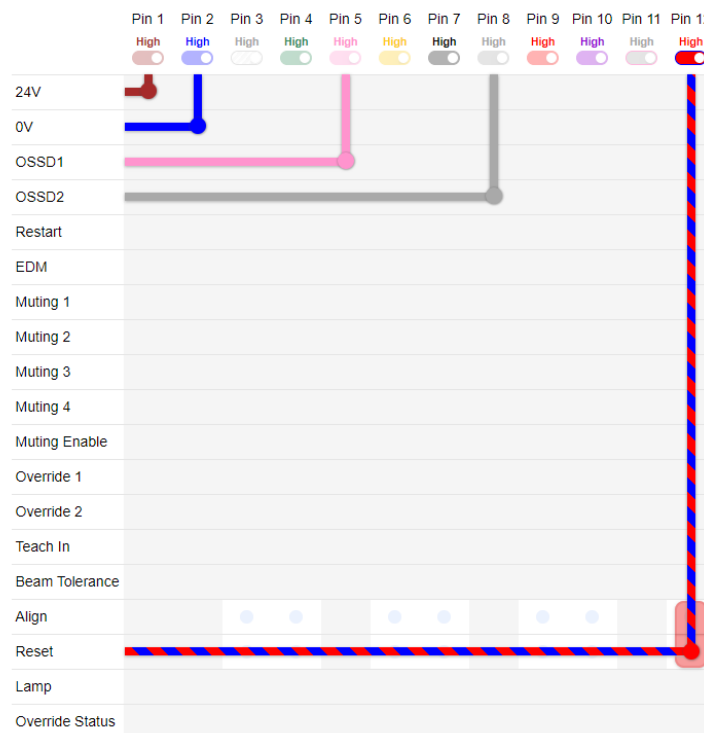 Pin 1 Pin 2 Pin 3 Pin 4 Pin 5 Pin 6 Pin 7 Pin 8 Pin 9 Pin 10 Pin 11 Pin 12
High High High High High High High High High High High High
24V
0V
OSSD1
OSSD2
Restart
EDM
Muting 1
Muting 2
Muting 3
Muting 4
Muting Enable
Override 1
Override 2
Teach In
Beam Tolerance
Align
Reset
Lamp
Override Status